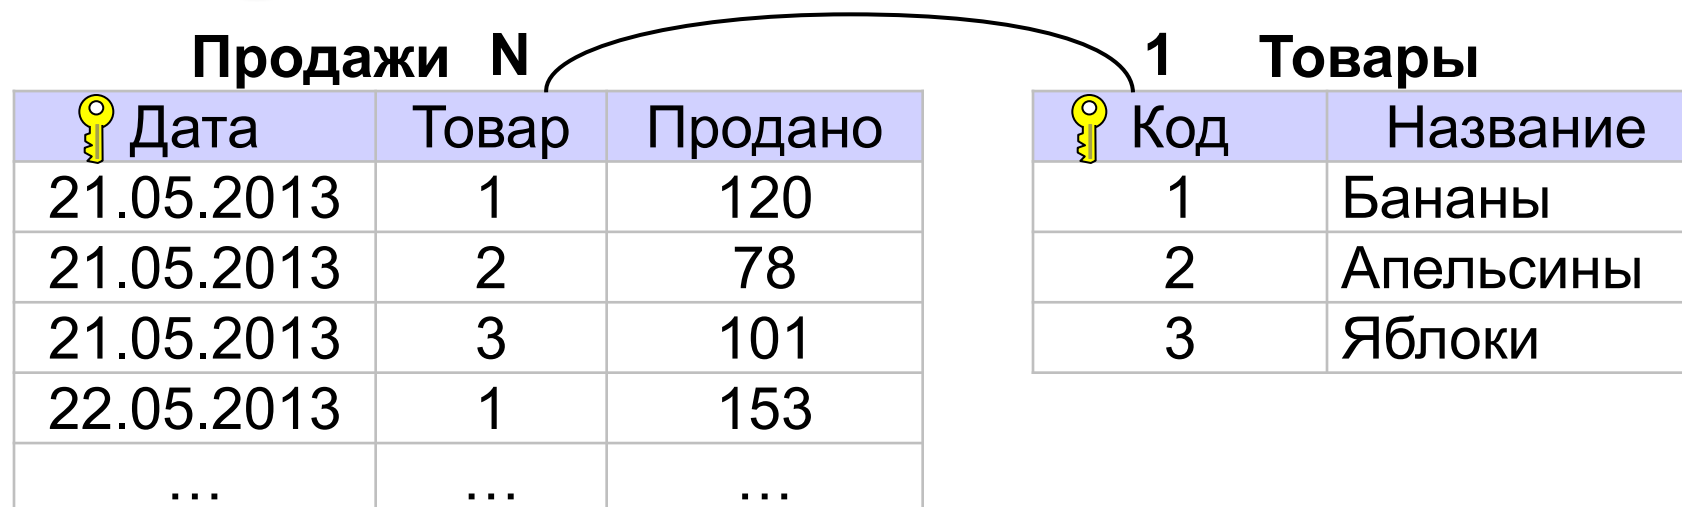 Продажи N 1 Товары
Дата Товар Продано Код Название
21.05.2013 1 120 1 Бананы
21.05.2013 2 78 2 Апельсины
21.05.2013 3 101 3 Яблоки
22.05.2013 1 153
… … …